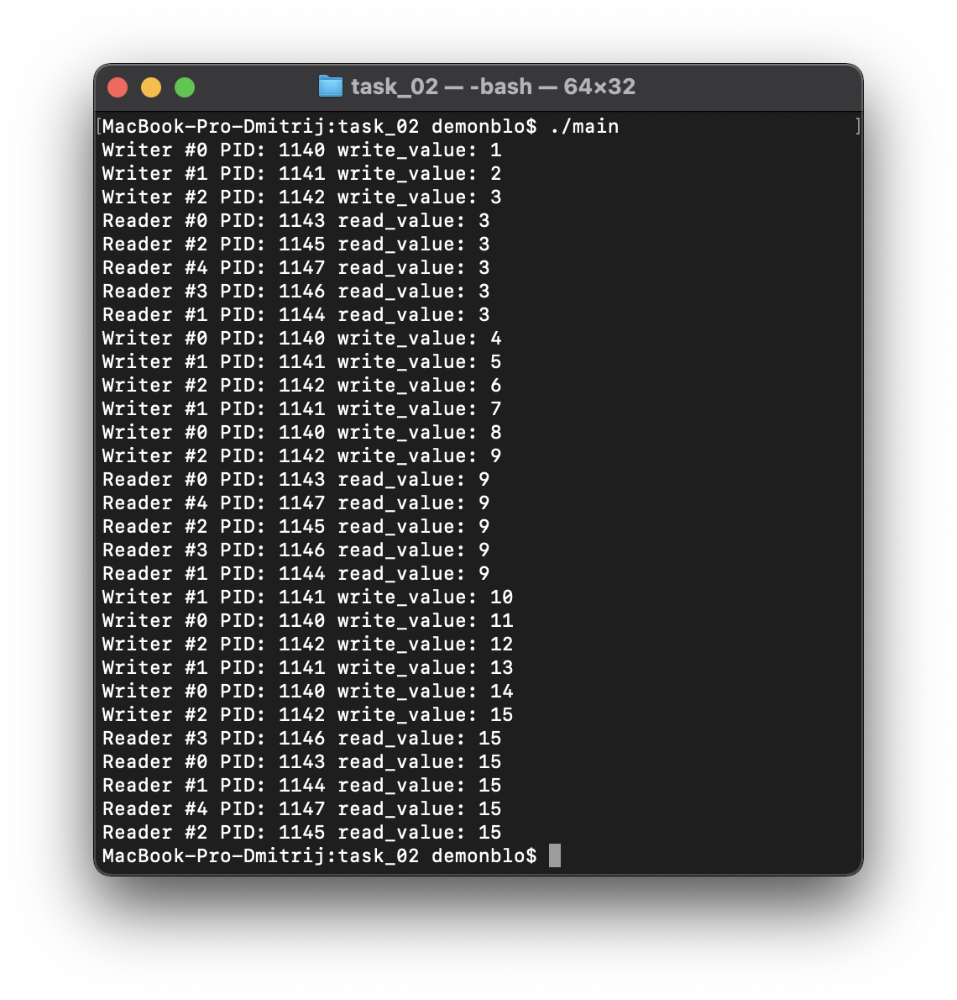 task_02 — -bash — 64×32
[MacBook-Pro-Dmitrij:task_02 demonblo$ ./main ]
Writer #0 PID: 1140 write_value: 1
Writer #1 PID: 1141 write_value: 2
Writer #2 PID: 1142 write_value: 3
Reader #0 PID: 1143 read_value: 3
Reader #2 PID: 1145 read_value: 3
Reader #4 PID: 1147 read_value: 3
Reader #3 PID: 1146 read_value: 3
Reader #1 PID: 1144 read_value: 3
Writer #0 PID: 1140 write_value: 4
Writer #1 PID: 1141 write_value: 5
Writer #2 PID: 1142 write_value: 6
Writer #1 PID: 1141 write_value: 7
Writer #0 PID: 1140 write_value: 8
Writer #2 PID: 1142 write_value: 9
Reader #0 PID: 1143 read_value: 9
Reader #4 PID: 1147 read_value: 9
Reader #2 PID: 1145 read_value: 9
Reader #3 PID: 1146 read_value: 9
Reader #1 PID: 1144 read_value: 9
Writer #1 PID: 1141 write_value: 10
Writer #0 PID: 1140 write_value: 11
Writer #2 PID: 1142 write_value: 12
Writer #1 PID: 1141 write_value: 13
Writer #0 PID: 1140 write_value: 14
Writer #2 PID: 1142 write_value: 15
Reader #3 PID: 1146 read_value: 15
Reader #0 PID: 1143 read_value: 15
Reader #1 PID: 1144 read_value: 15
Reader #4 PID: 1147 read_value: 15
Reader #2 PID: 1145 read_value: 15
MacBook-Pro-Dmitrij:task_02 demonblo$